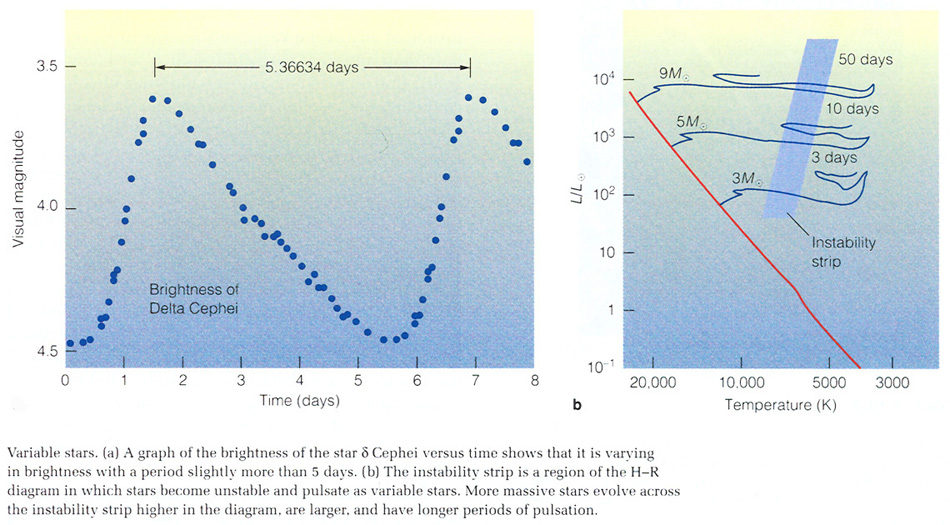 3.5
4.0
4.5
Visual magnitude
5.36634 days
Brightness of
Delta Cephei
0 1 2 3 4 5 6 7 8
Time (days)
10⁴
10³
10²
10
1
10⁻¹
L/L☉
9M☉
5M☉
3M☉
50 days
10 days
3 days
Instability
strip
20,000 10,000 5000 3000
Temperature (K)
b
Variable stars. (a) A graph of the brightness of the star δ Cephei versus time shows that it is varying
in brightness with a period slightly more than 5 days. (b) The instability strip is a region of the H–R
diagram in which stars become unstable and pulsate as variable stars. More massive stars evolve across
the instability strip higher in the diagram, are larger, and have longer periods of pulsation.